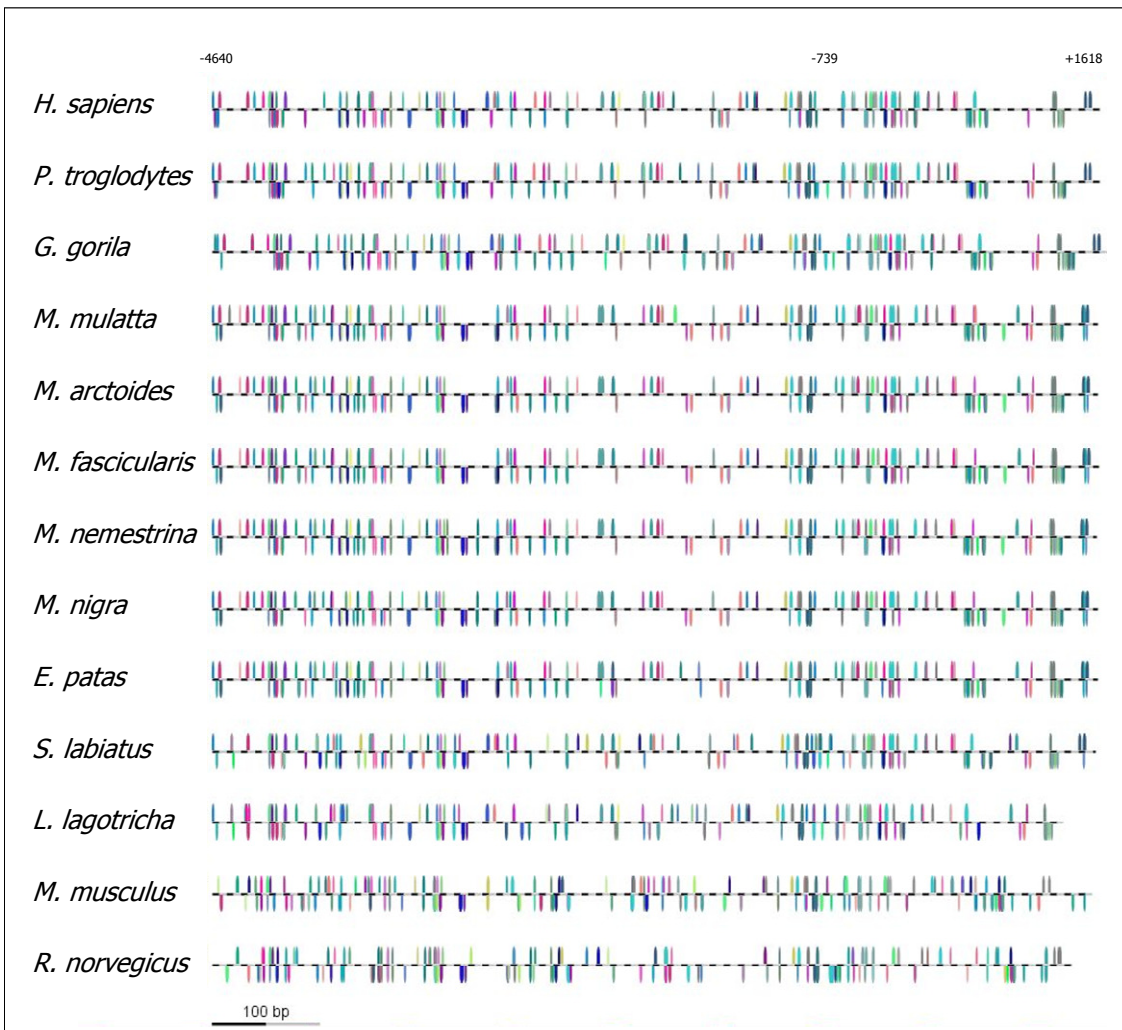 -4640 -739 +1618
H. sapiens
P. troglodytes
G. gorila
M. mulatta
M. arctoides
M. fascicularis
M. nemestrina
M. nigra
E. patas
S. labiatus
L. lagotricha
M. musculus
R. norvegicus
100 bp